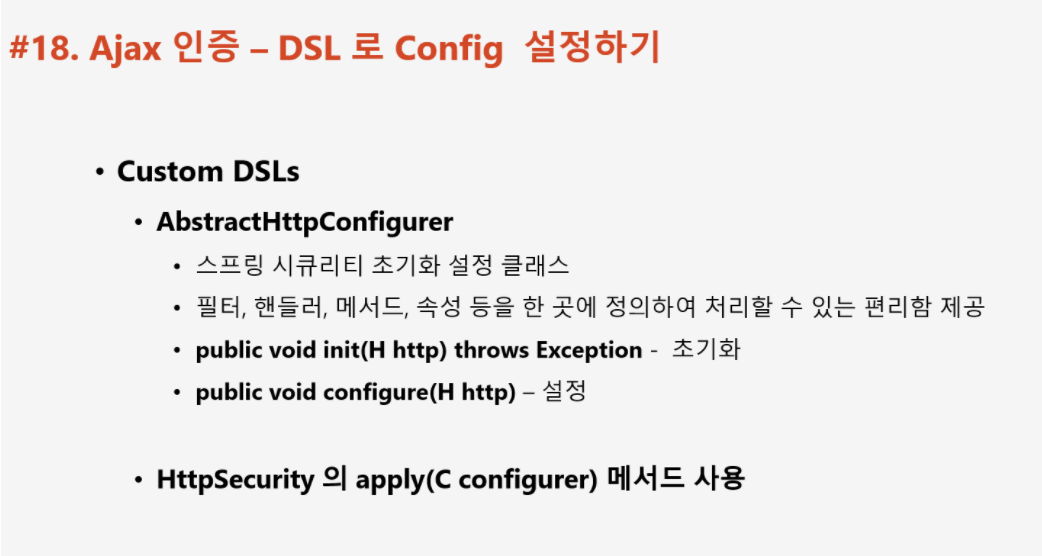 #18. Ajax 인증 – DSL 로 Config 설정하기
• Custom DSLs
• AbstractHttpConfigurer
• 스프링 시큐리티 초기화 설정 클래스
• 필터, 핸들러, 메서드, 속성 등을 한 곳에 정의하여 처리할 수 있는 편리함 제공
• public void init(H http) throws Exception - 초기화
• public void configure(H http) – 설정
• HttpSecurity 의 apply(C configurer) 메서드 사용